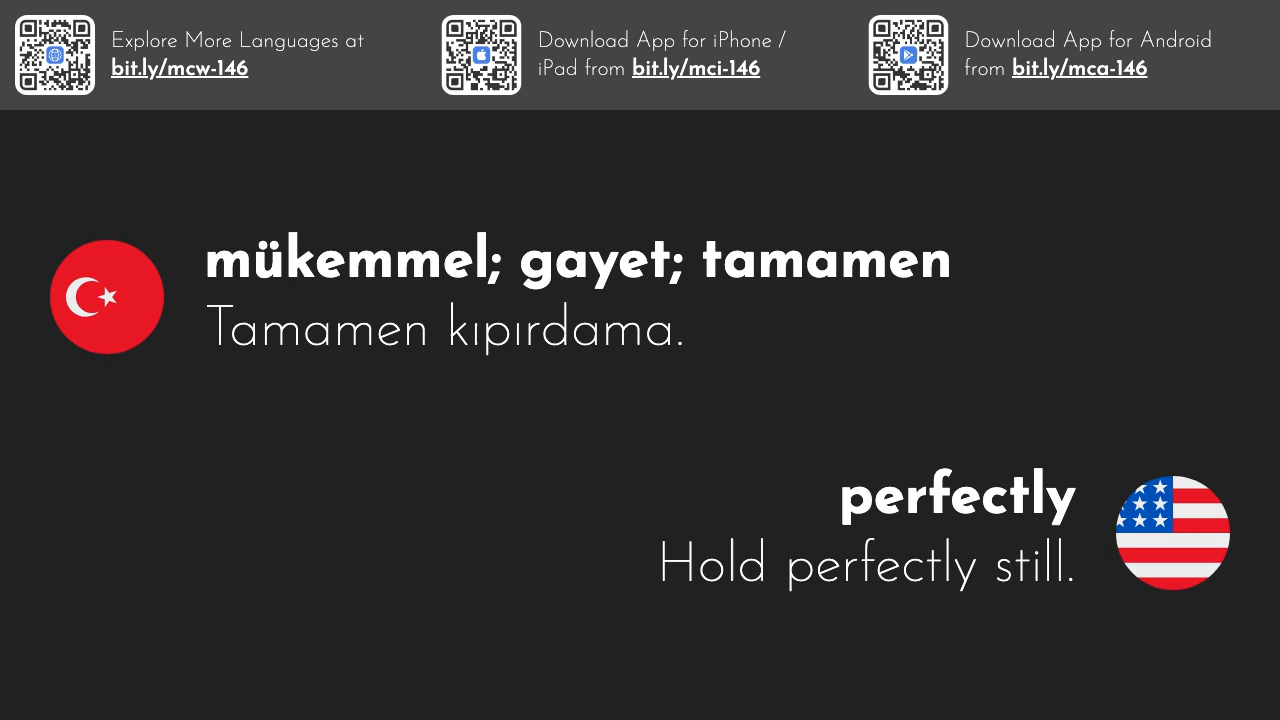 Explore More Languages at
bit.ly/mcw-146
Download App for iPhone /
iPad from bit.ly/mci-146
Download App for Android
from bit.ly/mca-146
mükemmel; gayet; tamamen
Tamamen kıpırdama.
perfectly
Hold perfectly still.